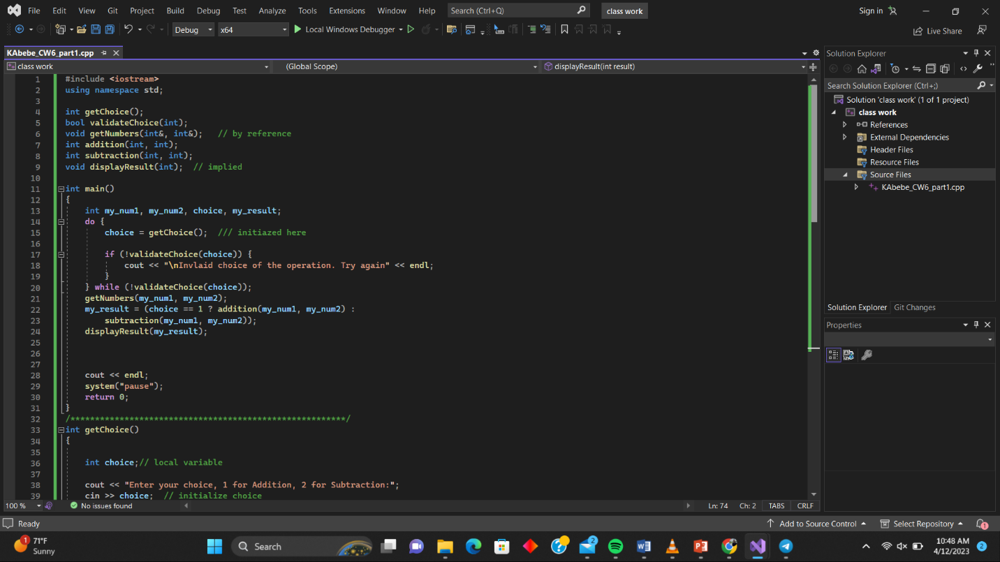 File Edit View Git Project Build Debug Test Analyze Tools Extensions Window Help Search (Ctrl+Q) class work Sign in
Debug x64 Local Windows Debugger Live Share
KAbebe_CW6_part1.cpp
class work (Global Scope) displayResult(int result)
1 #include <iostream>
2 using namespace std;
3
4 int getChoice();
5 bool validateChoice(int);
6 void getNumbers(int&, int&); // by reference
7 int addition(int, int);
8 int subtraction(int, int);
9 void displayResult(int); // implied
10
11 int main()
12 {
13 int my_num1, my_num2, choice, my_result;
14 do {
15 choice = getChoice(); /// initiazed here
16
17 if (!validateChoice(choice)) {
18 cout << "\nInvlaid choice of the operation. Try again" << endl;
19 }
20 } while (!validateChoice(choice));
21 getNumbers(my_num1, my_num2);
22 my_result = (choice == 1 ? addition(my_num1, my_num2) :
23 subtraction(my_num1, my_num2));
24 displayResult(my_result);
25
26
27
28 cout << endl;
29 system("pause");
30 return 0;
31 }
32 /********************************************************/
33 int getChoice()
34 {
35
36 int choice;// local variable
37
38 cout << "Enter your choice, 1 for Addition, 2 for Subtraction:";
39 cin >> choice; // initialize choice
100 % No issues found Ln: 74 Ch: 2 TABS CRLF
Solution Explorer
Search Solution Explorer (Ctrl+;)
Solution 'class work' (1 of 1 project)
class work
References
External Dependencies
Header Files
Resource Files
Source Files
KAbebe_CW6_part1.cpp
Solution Explorer Git Changes
Properties
Ready Add to Source Control Select Repository 1
1 71°F
Sunny
Search
2
10:48 AM
4/12/2023
2